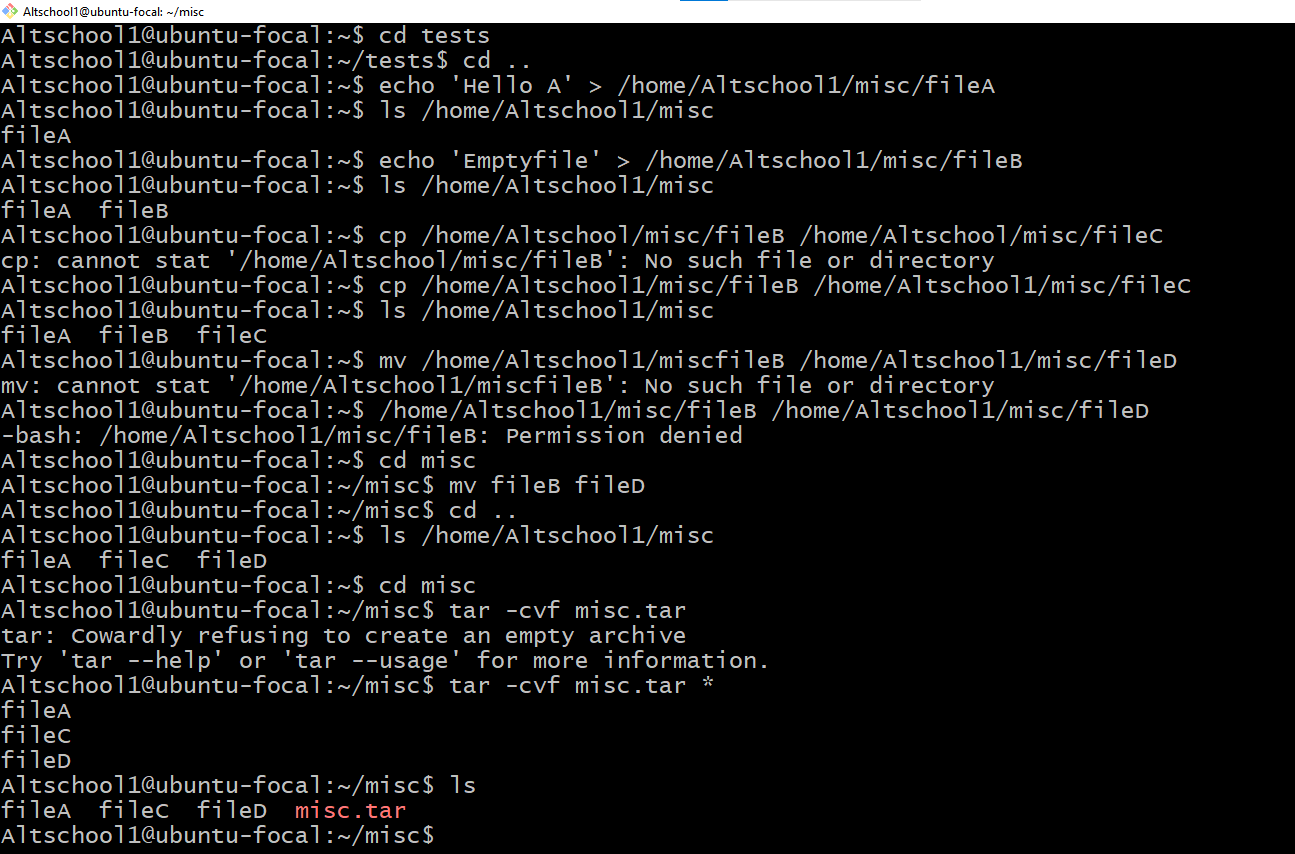 Altschool1@ubuntu-focal: ~/misc
Altschool1@ubuntu-focal:~$ cd tests
Altschool1@ubuntu-focal:~/tests$ cd ..
Altschool1@ubuntu-focal:~$ echo 'Hello A' > /home/Altschool1/misc/fileA
Altschool1@ubuntu-focal:~$ ls /home/Altschool1/misc
fileA
Altschool1@ubuntu-focal:~$ echo 'Emptyfile' > /home/Altschool1/misc/fileB
Altschool1@ubuntu-focal:~$ ls /home/Altschool1/misc
fileA  fileB
Altschool1@ubuntu-focal:~$ cp /home/Altschool/misc/fileB /home/Altschool/misc/fileC
cp: cannot stat '/home/Altschool/misc/fileB': No such file or directory
Altschool1@ubuntu-focal:~$ cp /home/Altschool1/misc/fileB /home/Altschool1/misc/fileC
Altschool1@ubuntu-focal:~$ ls /home/Altschool1/misc
fileA  fileB  fileC
Altschool1@ubuntu-focal:~$ mv /home/Altschool1/miscfileB /home/Altschool1/misc/fileD
mv: cannot stat '/home/Altschool1/miscfileB': No such file or directory
Altschool1@ubuntu-focal:~$ /home/Altschool1/misc/fileB /home/Altschool1/misc/fileD
-bash: /home/Altschool1/misc/fileB: Permission denied
Altschool1@ubuntu-focal:~$ cd misc
Altschool1@ubuntu-focal:~/misc$ mv fileB fileD
Altschool1@ubuntu-focal:~/misc$ cd ..
Altschool1@ubuntu-focal:~$ ls /home/Altschool1/misc
fileA  fileC  fileD
Altschool1@ubuntu-focal:~$ cd misc
Altschool1@ubuntu-focal:~/misc$ tar -cvf misc.tar
tar: Cowardly refusing to create an empty archive
Try 'tar --help' or 'tar --usage' for more information.
Altschool1@ubuntu-focal:~/misc$ tar -cvf misc.tar *
fileA
fileC
fileD
Altschool1@ubuntu-focal:~/misc$ ls
fileA  fileC  fileD  misc.tar
Altschool1@ubuntu-focal:~/misc$